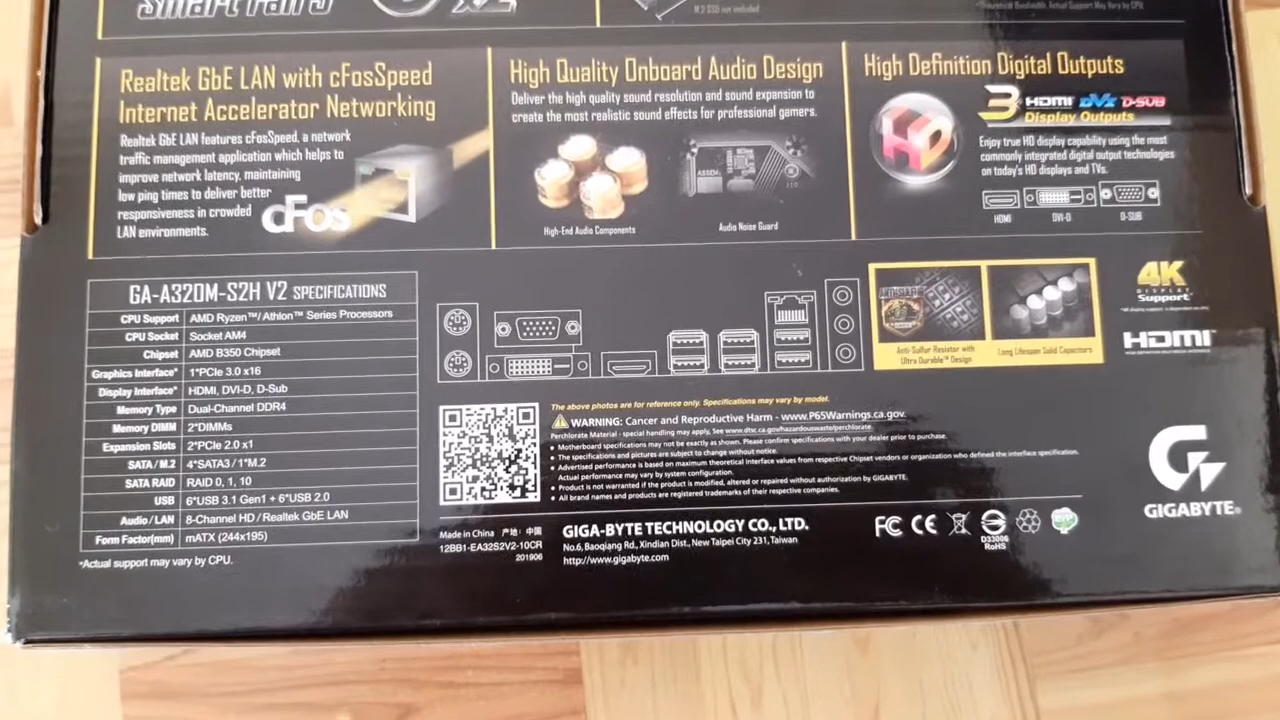 Smart Fan 5
X2
M.2 SSD not included
*Theoretical Bandwidth. Actual Support May Vary by CPU.
Realtek GbE LAN with cFosSpeed
Internet Accelerator Networking
Realtek GbE LAN features cFosSpeed, a network
traffic management application which helps to
improve network latency, maintaining
low ping times to deliver better
responsiveness in crowded
LAN environments.
cFos
High Quality Onboard Audio Design
Deliver the high quality sound resolution and sound expansion to
create the most realistic sound effects for professional gamers.
High-End Audio Components
Audio Noise Guard
High Definition Digital Outputs
HD
3 HDMI DVI D-SUB
Display Outputs
Enjoy true HD display capability using the most
commonly integrated digital output technologies
on today's HD displays and TVs.
HDMI DVI-D D-SUB
GA-A320M-S2H V2 SPECIFICATIONS
CPU Support AMD Ryzen™/ Athlon™ Series Processors
CPU Socket Socket AM4
Chipset AMD B350 Chipset
Graphics Interface* 1*PCIe 3.0 x16
Display Interface* HDMI, DVI-D, D-Sub
Memory Type Dual-Channel DDR4
Memory DIMM 2*DIMMs
Expansion Slots 2*PCIe 2.0 x1
SATA / M.2 4*SATA3 / 1*M.2
SATA RAID RAID 0, 1, 10
USB 6*USB 3.1 Gen1 + 6*USB 2.0
Audio / LAN 8-Channel HD / Realtek GbE LAN
Form Factor(mm) mATX (244x195)
*Actual support may vary by CPU.
Anti-Sulfur Resistor with
Ultra Durable™ Design
Long Lifespan Solid Capacitors
4K
DISPLAY
Support*
HDMI™
HIGH-DEFINITION MULTIMEDIA INTERFACE
The above photos are for reference only. Specifications may vary by model.
WARNING: Cancer and Reproductive Harm - www.P65Warnings.ca.gov.
Perchlorate Material - special handling may apply, See www.dtsc.ca.gov/hazardouswaste/perchlorate.
• Motherboard specifications may not be exactly as shown. Please confirm specifications with your dealer prior to purchase.
• The specifications and pictures are subject to change without notice.
• Advertised performance is based on maximum theoretical interface values from respective Chipset vendors or organization who defined the interface specification.
Actual performance may vary by system configuration.
• Product is not warranted if the product is modified, altered or repaired without authorization by GIGABYTE.
• All brand names and products are registered trademarks of their respective companies.
Made in China 产地: 中国
12BB1-EA32S2V2-10CR
201906
GIGA-BYTE TECHNOLOGY CO., LTD.
No.6, Baoqiang Rd., Xindian Dist., New Taipei City 231, Taiwan
http://www.gigabyte.com
FC CE
D33006
RoHS
GIGABYTE®